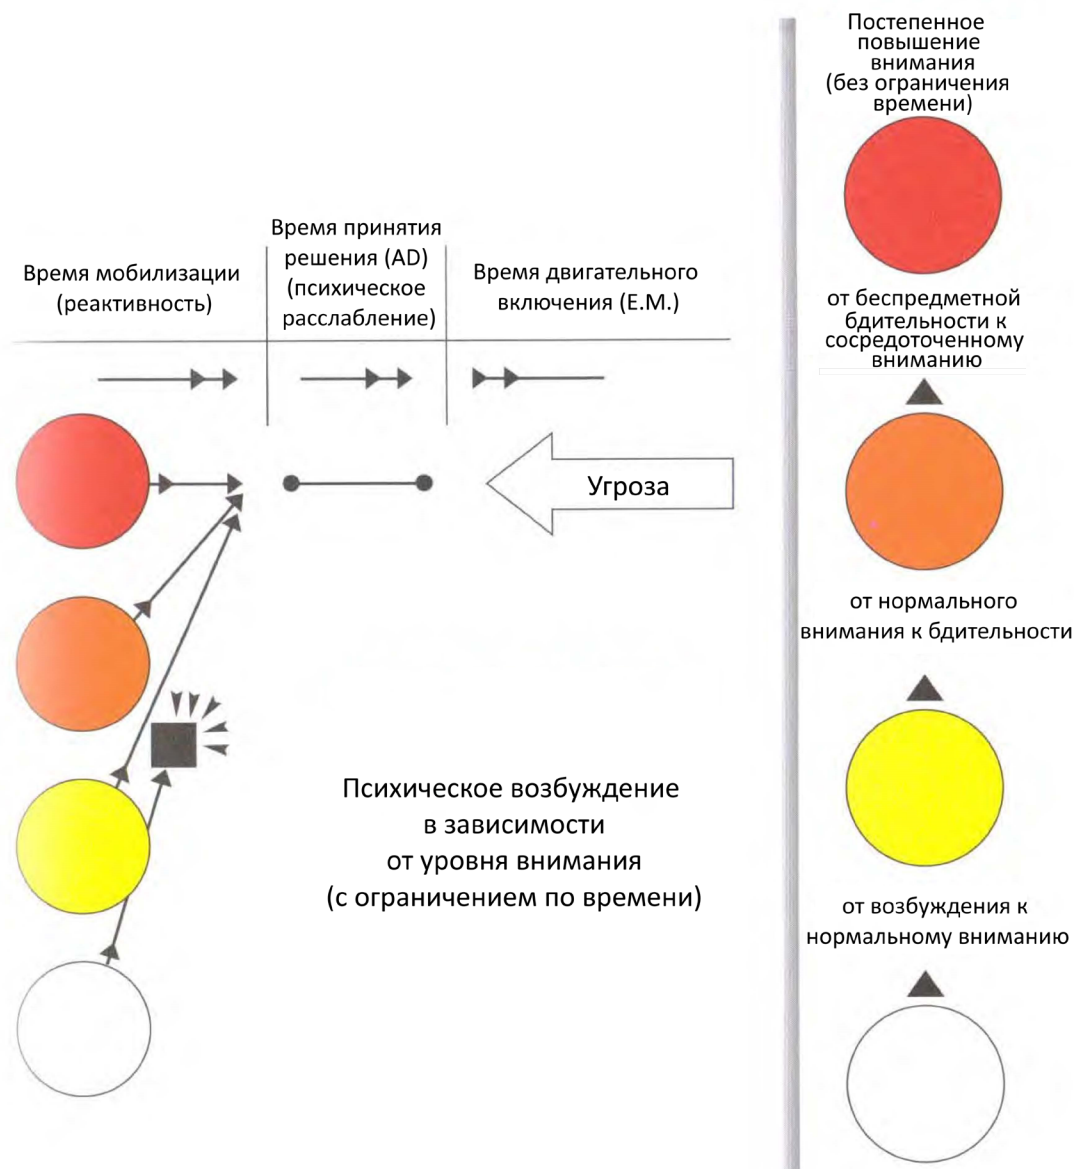 Время мобилизации
(реактивность)
Время принятия
решения (AD)
(психическое
расслабление)
Время двигательного
включения (Е.М.)
Угроза
Психическое возбуждение
в зависимости
от уровня внимания
(с ограничением по времени)
Постепенное
повышение
внимания
(без ограничения
времени)
от беспредметной
бдительности к
сосредоточенному
вниманию
от нормального
внимания к бдительности
от возбуждения к
нормальному вниманию